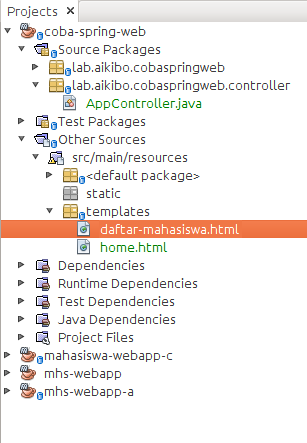 Projects
coba-spring-web
Source Packages
lab.aikibo.cobaspringweb
lab.aikibo.cobaspringweb.controller
AppController.java
Test Packages
Other Sources
src/main/resources
<default package>
static
templates
daftar-mahasiswa.html
home.html
Dependencies
Runtime Dependencies
Test Dependencies
Java Dependencies
Project Files
mahasiswa-webapp-c
mhs-webapp
mhs-webapp-a